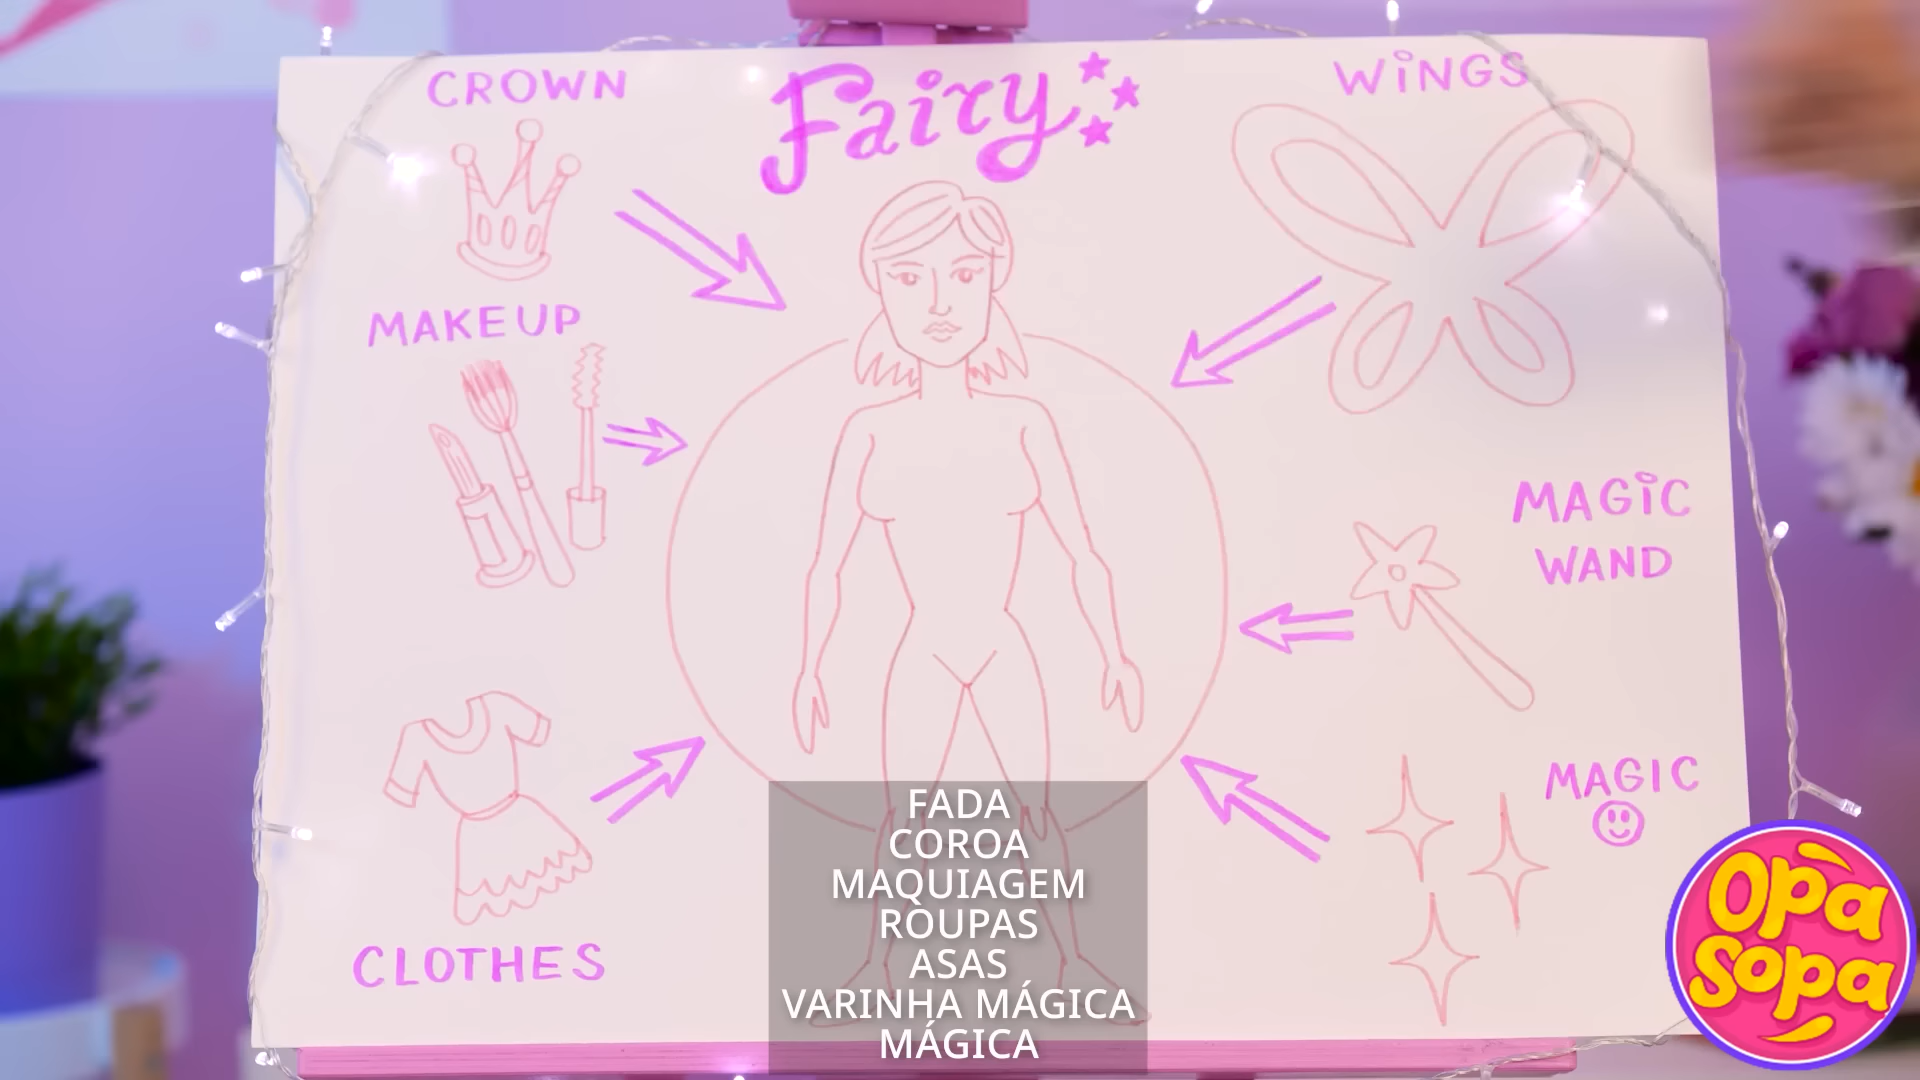 CROWN
Fairy
WINGS
MAKEUP
MAGIC
WAND
MAGIC
CLOTHES
FADA
COROA
MAQUIAGEM
ROUPAS
ASAS
VARINHA MÁGICA
MÁGICA
Opa
Sopa